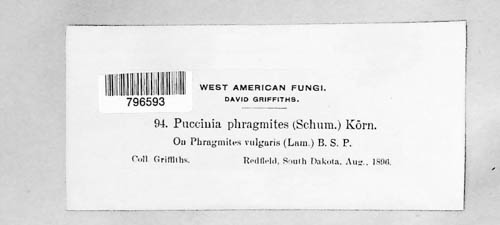 WEST AMERICAN FUNGI.
DAVID GRIFFITHS.
796593
94. Puccinia phragmites (Schum.) Körn.
On Phragmites vulgaris (Lam.) B. S. P.
Coll. Griffiths. Redfield, South Dakota, Aug., 1896.